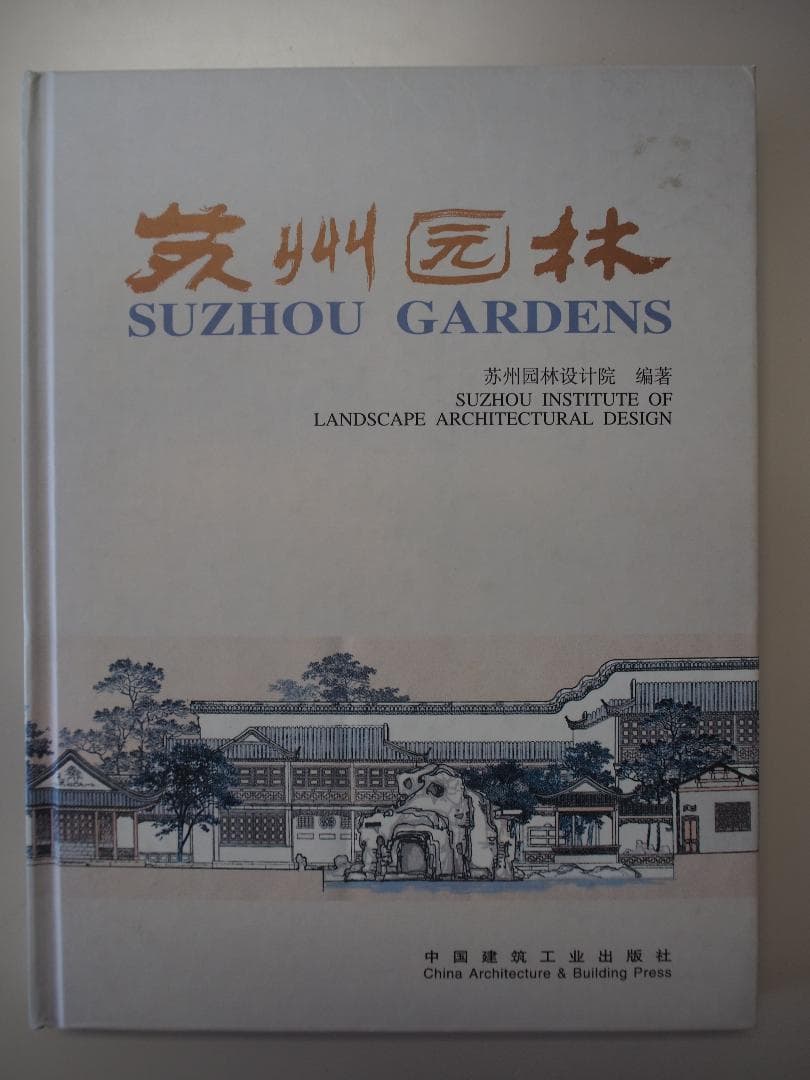 苏州园林
SUZHOU GARDENS
苏州园林设计院 编著
SUZHOU INSTITUTE OF
LANDSCAPE ARCHITECTURAL DESIGN
中国建筑工业出版社
China Architecture & Building Press